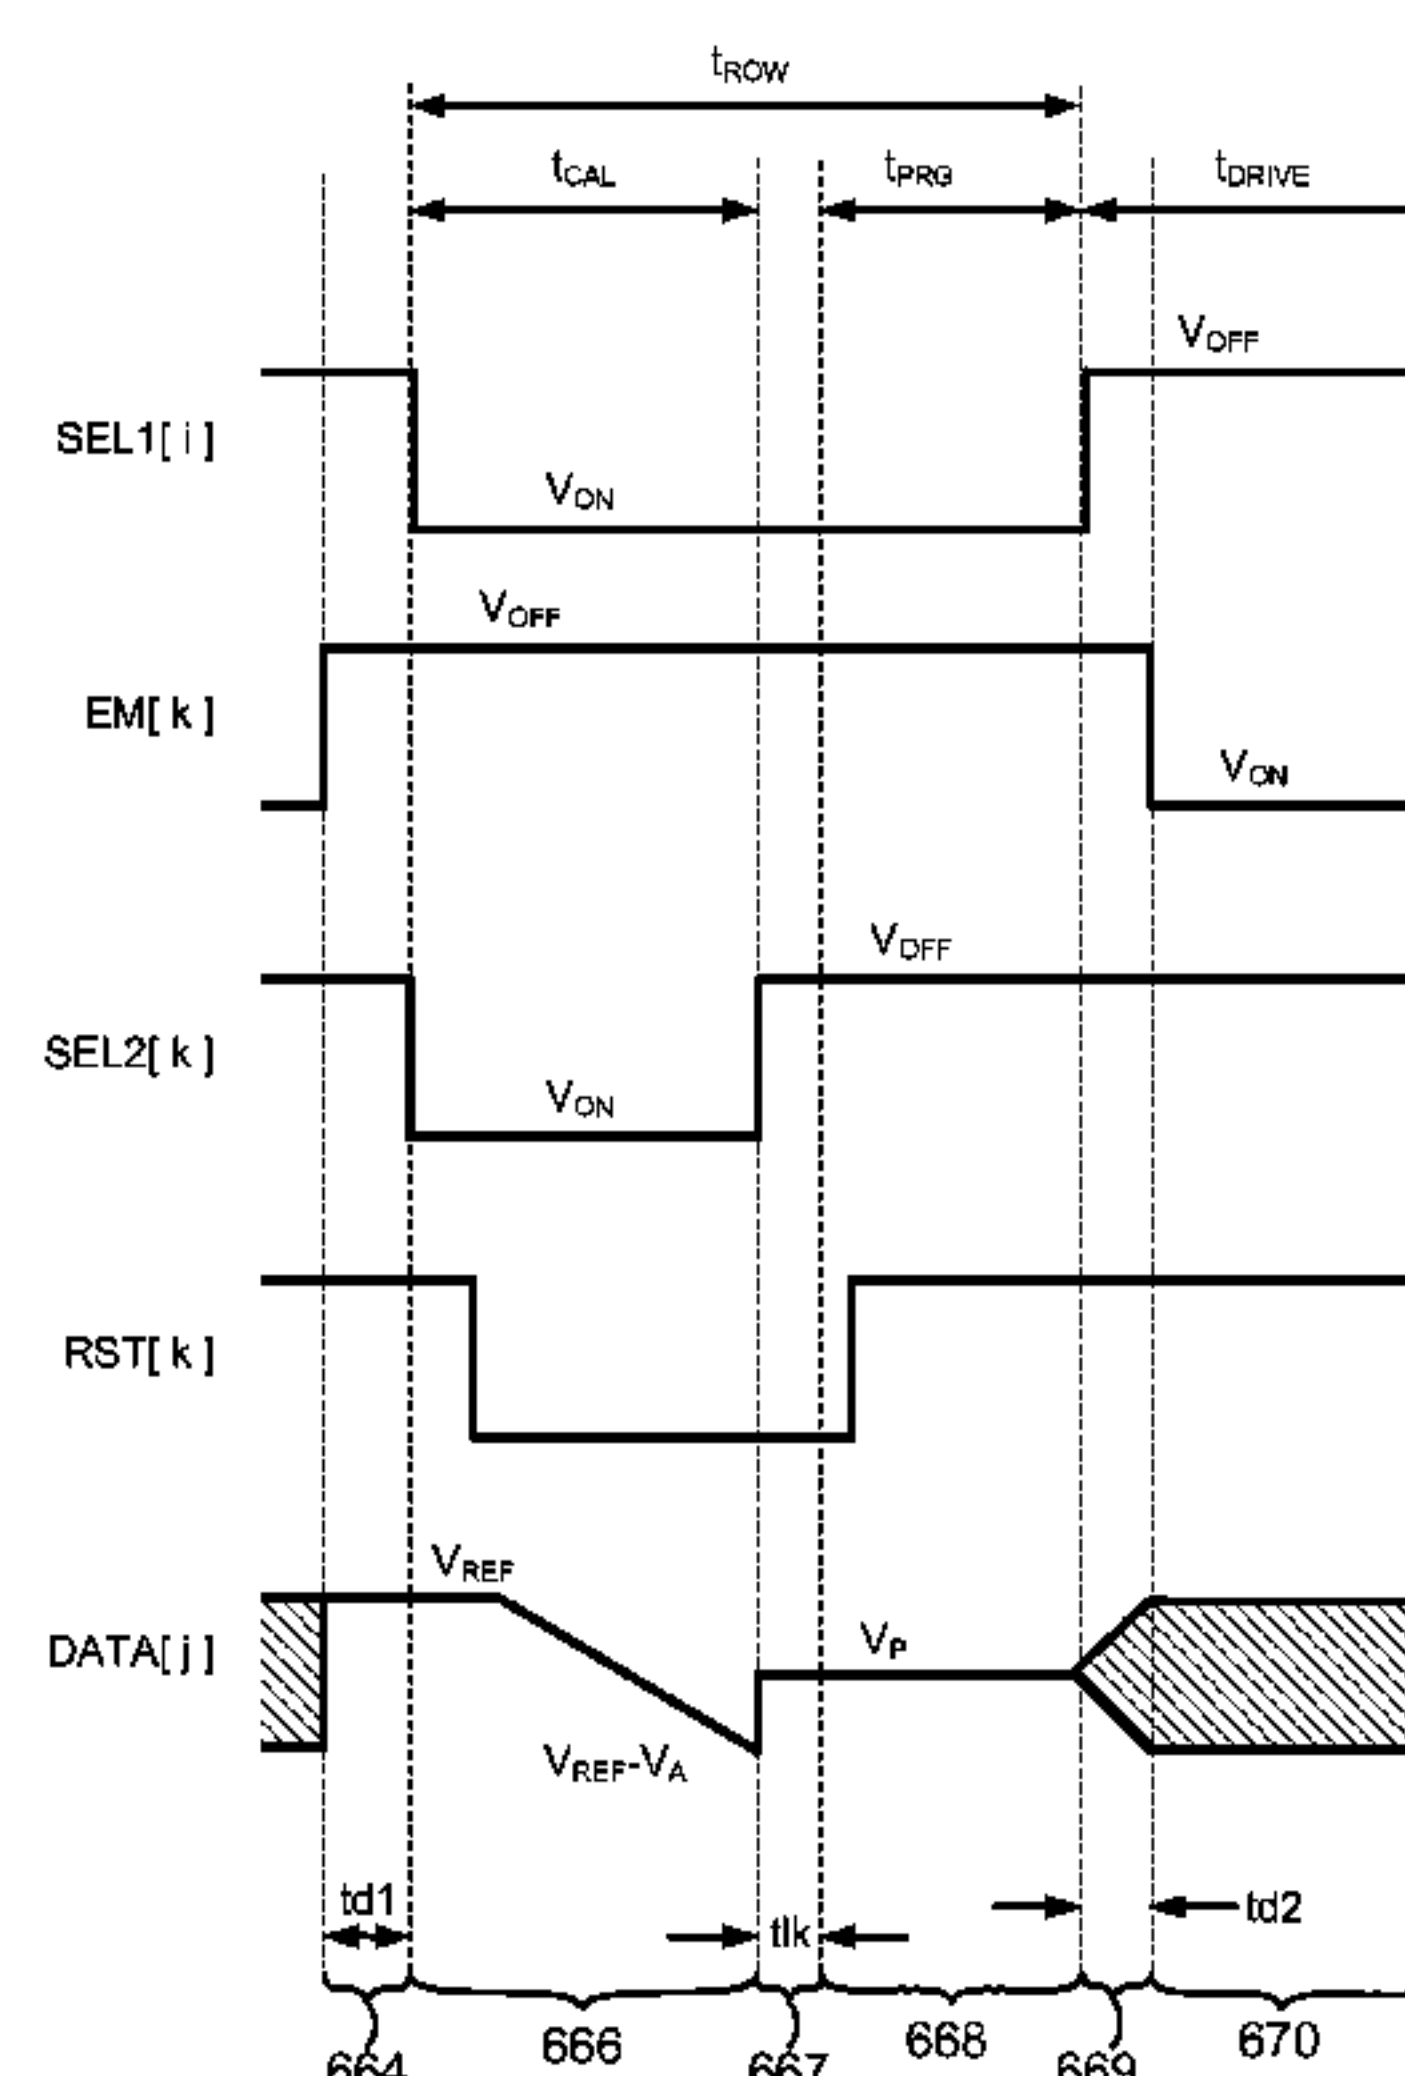 tROW
tCAL
tPRG
tDRIVE
VOFF
SEL1[ i ]
VON
VOFF
EM[ k ]
VON
VOFF
SEL2[ k ]
VON
RST[ k ]
VREF
DATA[ j ]
VP
VREF-VA
td1
tlk
td2
664
666
667
668
669
670